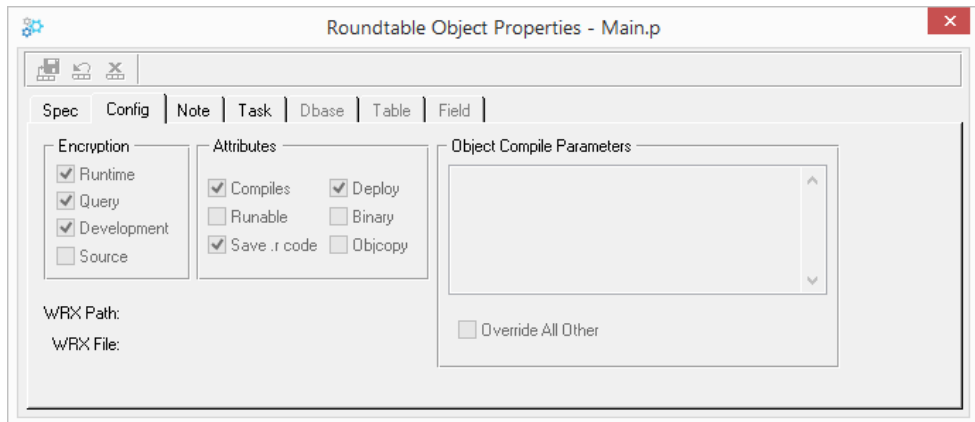 Roundtable Object Properties - Main.p
Spec Config Note Task Dbase Table Field
Encryption
Runtime
Query
Development
Source
Attributes
Compiles Deploy
Runable Binary
Save .r code Objcopy
Object Compile Parameters
Override All Other
WRX Path:
WRX File: